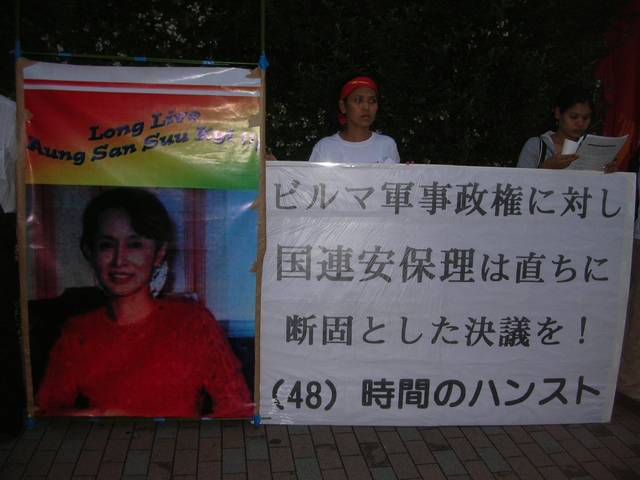 Long Live
Aung San Suu Kyi !!
ビルマ軍事政権に対し
国連安保理は直ちに
断固とした決議を！
（48）時間のハンスト